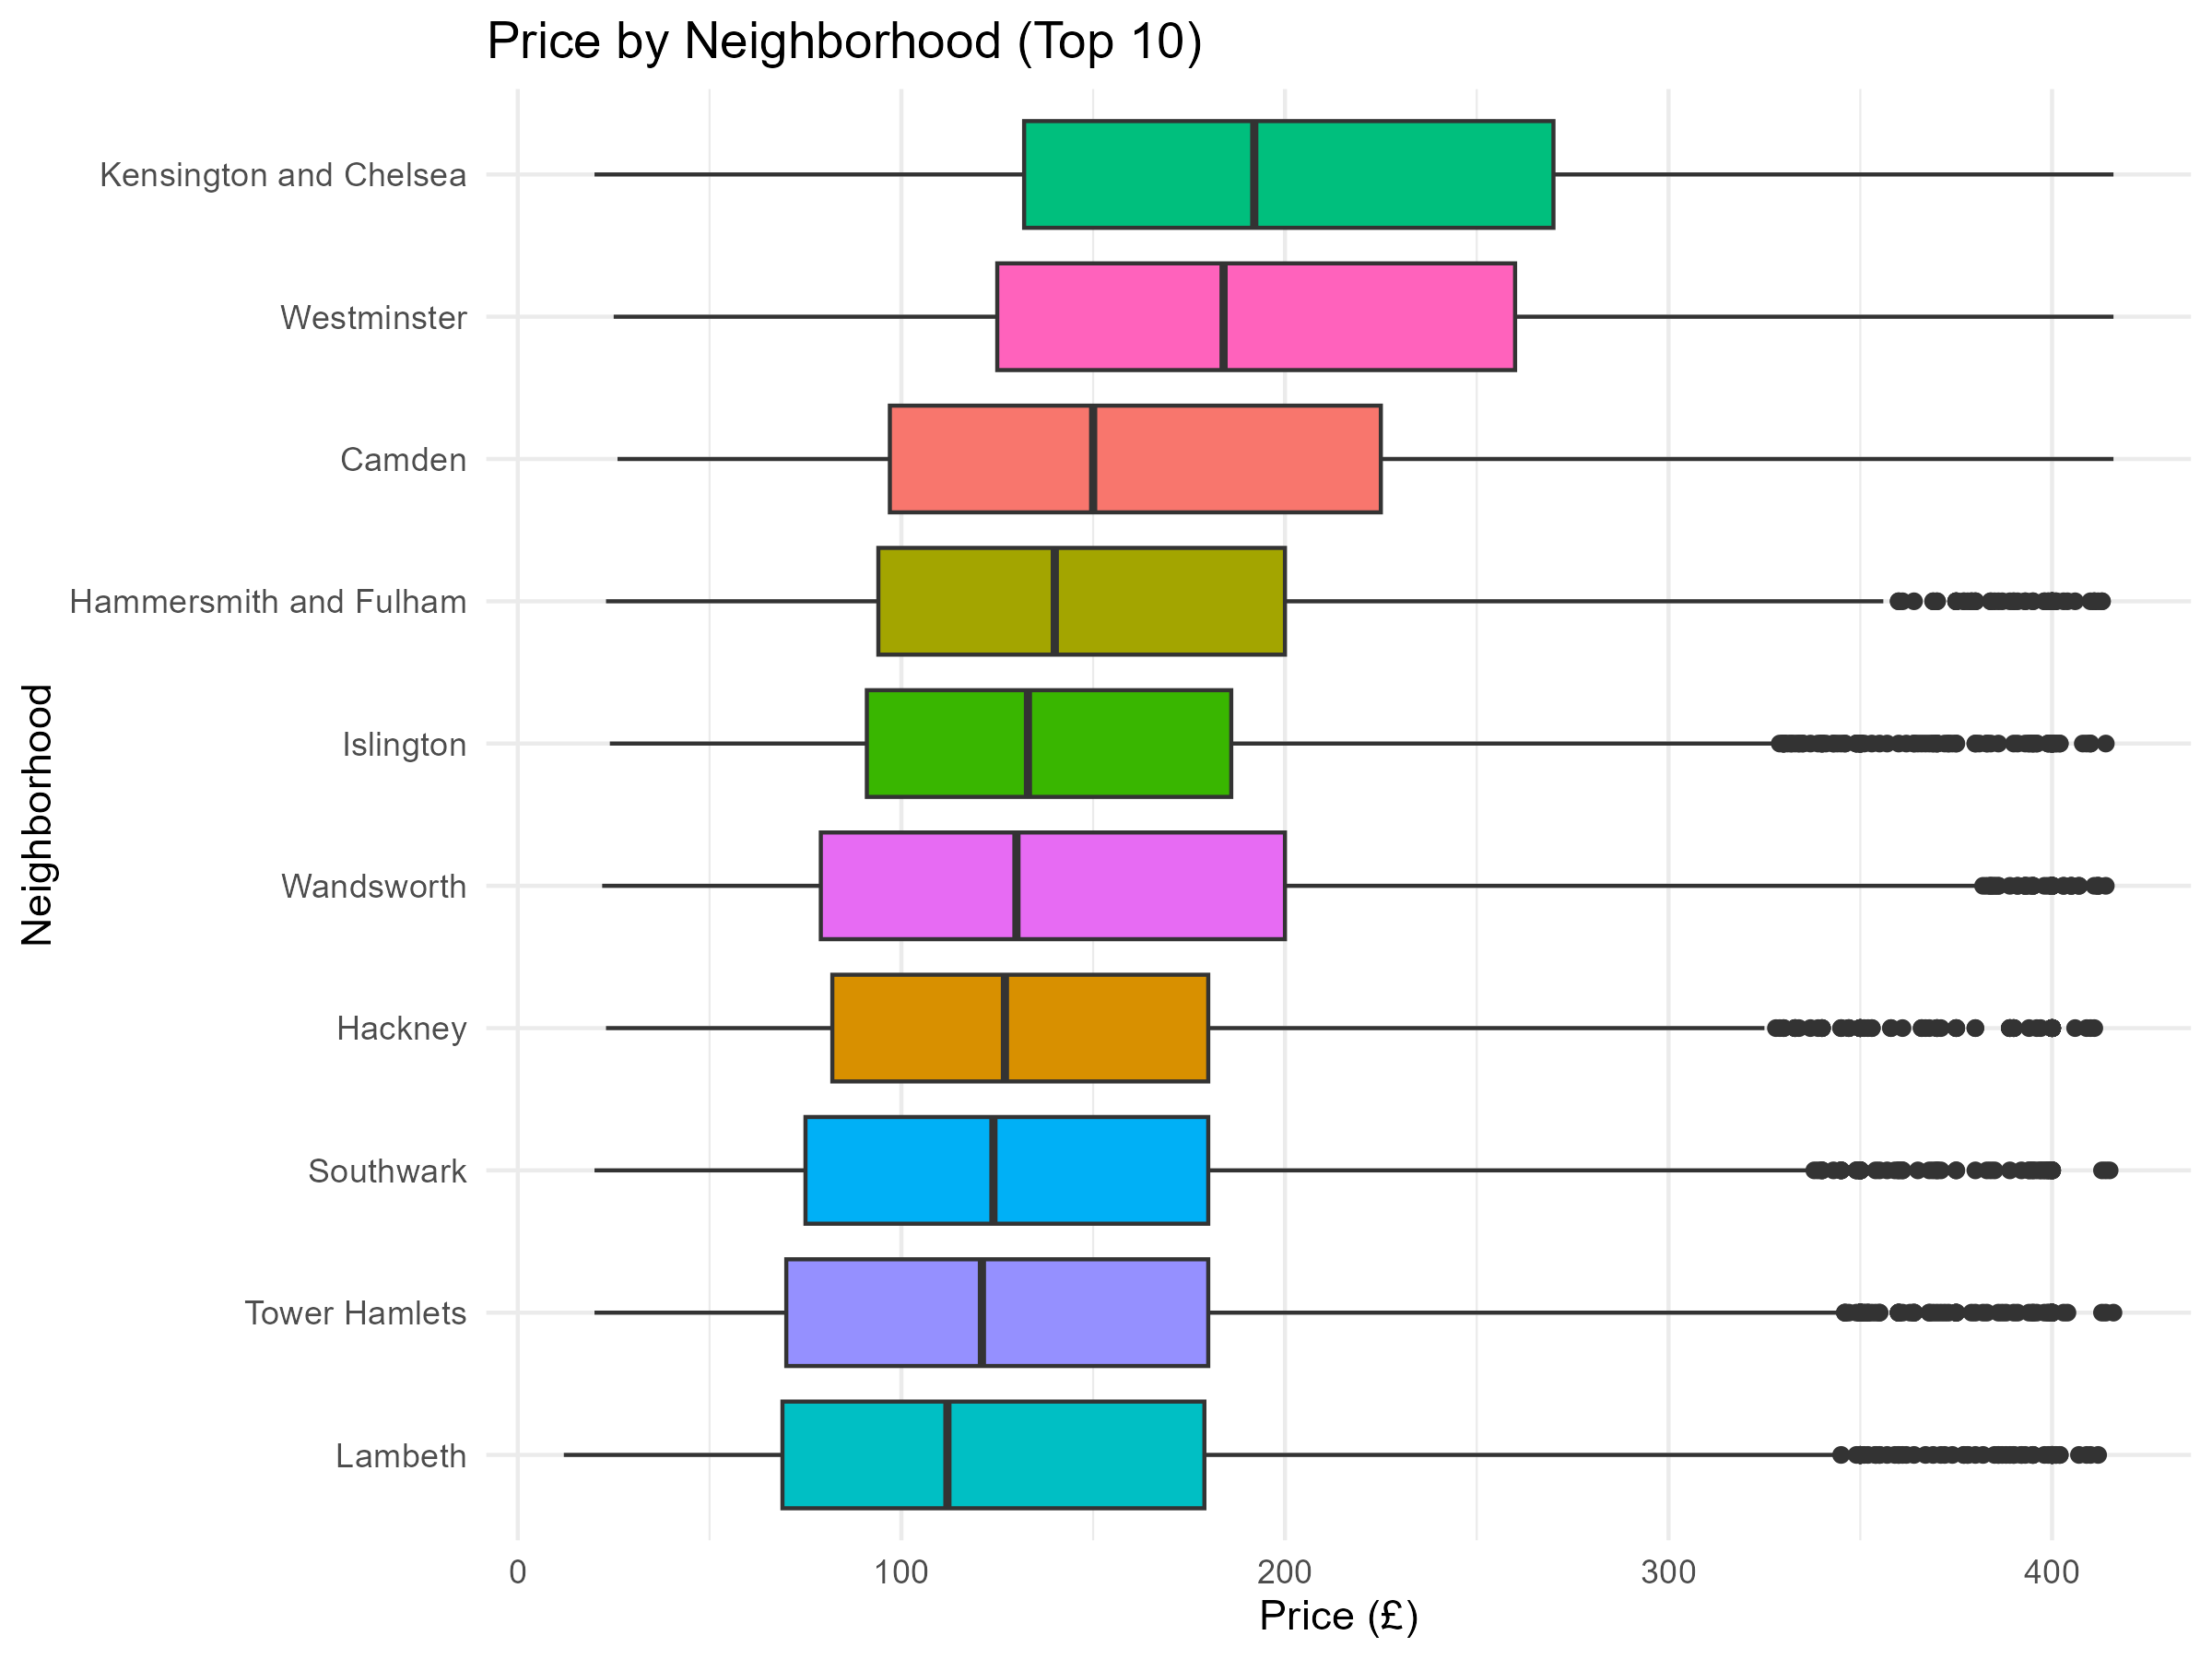 Price by Neighborhood (Top 10)
Kensington and Chelsea
Westminster
Camden
Hammersmith and Fulham
Islington
Wandsworth
Hackney
Southwark
Tower Hamlets
Lambeth
Neighborhood
0 100 200 300 400
Price (£)